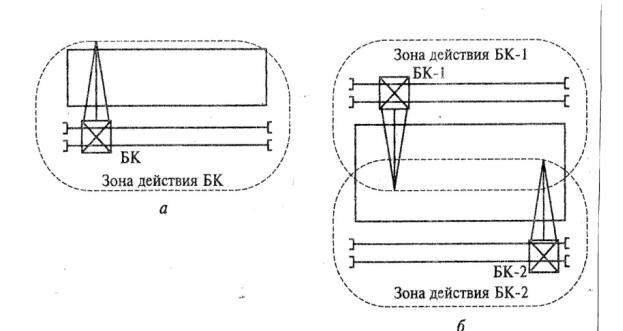 БК
Зона действия БК
а
Зона действия БК-1
БК-1
БК-2
Зона действия БК-2
б